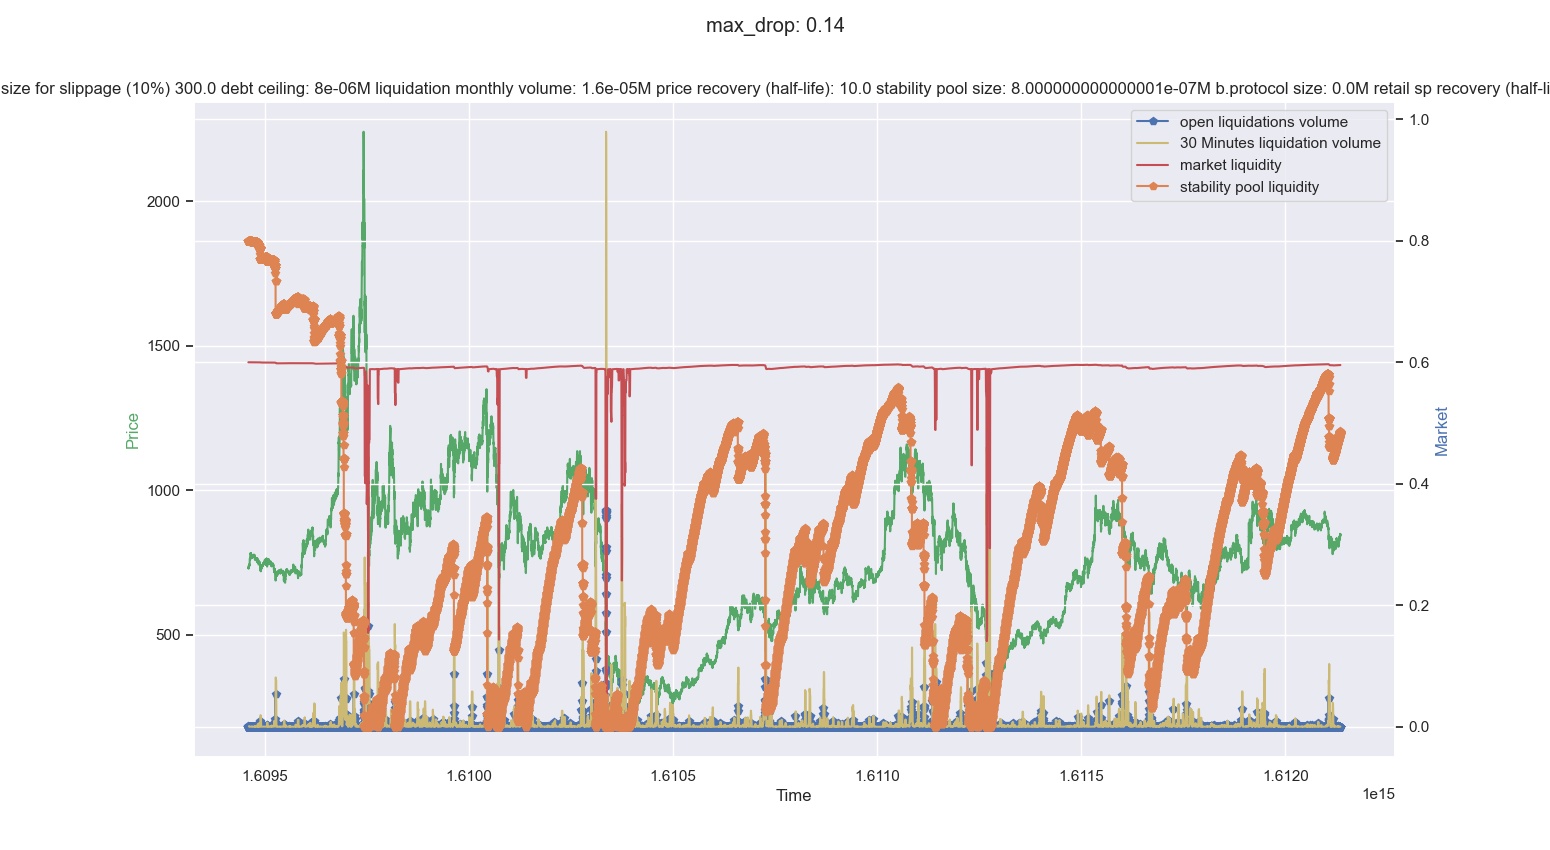 max_drop: 0.14
size for slippage (10%) 300.0 debt ceiling: 8e-06M liquidation monthly volume: 1.6e-05M price recovery (half-life): 10.0 stability pool size: 8.000000000000001e-07M b.protocol size: 0.0M retail sp recovery (half-li
open liquidations volume
30 Minutes liquidation volume
market liquidity
stability pool liquidity
2000
1500
1000
500
Price
1.0
0.8
0.6
0.4
0.2
0.0
Market
1.6095 1.6100 1.6105 1.6110 1.6115 1.6120
Time
1e15